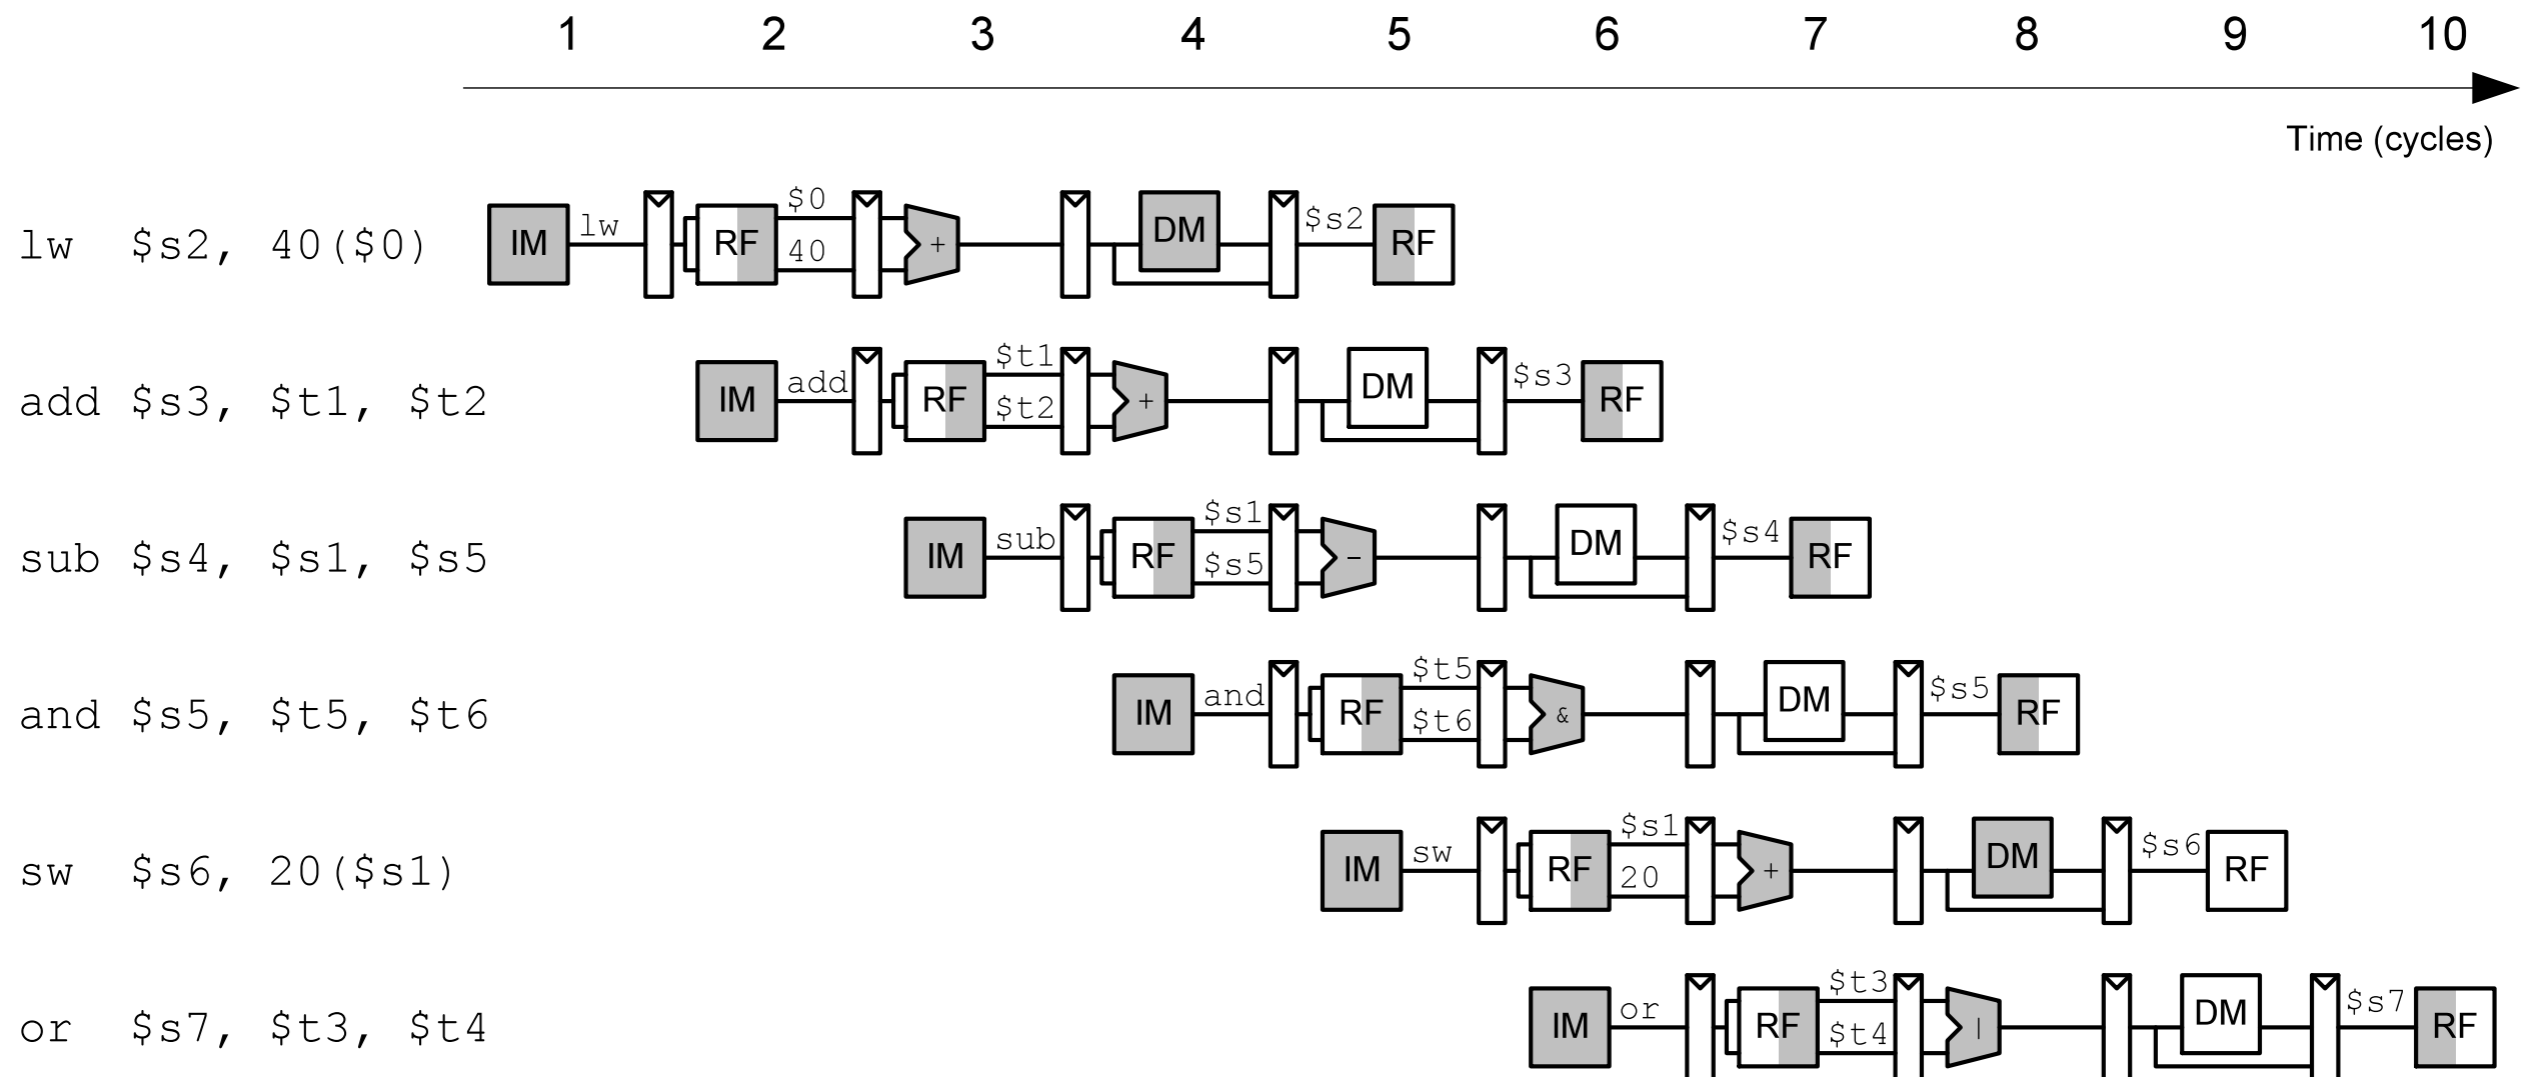 1 2 3 4 5 6 7 8 9 10
Time (cycles)
lw $s2, 40($0) IM lw RF $0 40 + DM $s2 RF
add $s3, $t1, $t2 IM add RF $t1 $t2 + DM $s3 RF
sub $s4, $s1, $s5 IM sub RF $s1 $s5 - DM $s4 RF
and $s5, $t5, $t6 IM and RF $t5 $t6 & DM $s5 RF
sw $s6, 20($s1) IM sw RF $s1 20 + DM $s6 RF
or $s7, $t3, $t4 IM or RF $t3 $t4 | DM $s7 RF